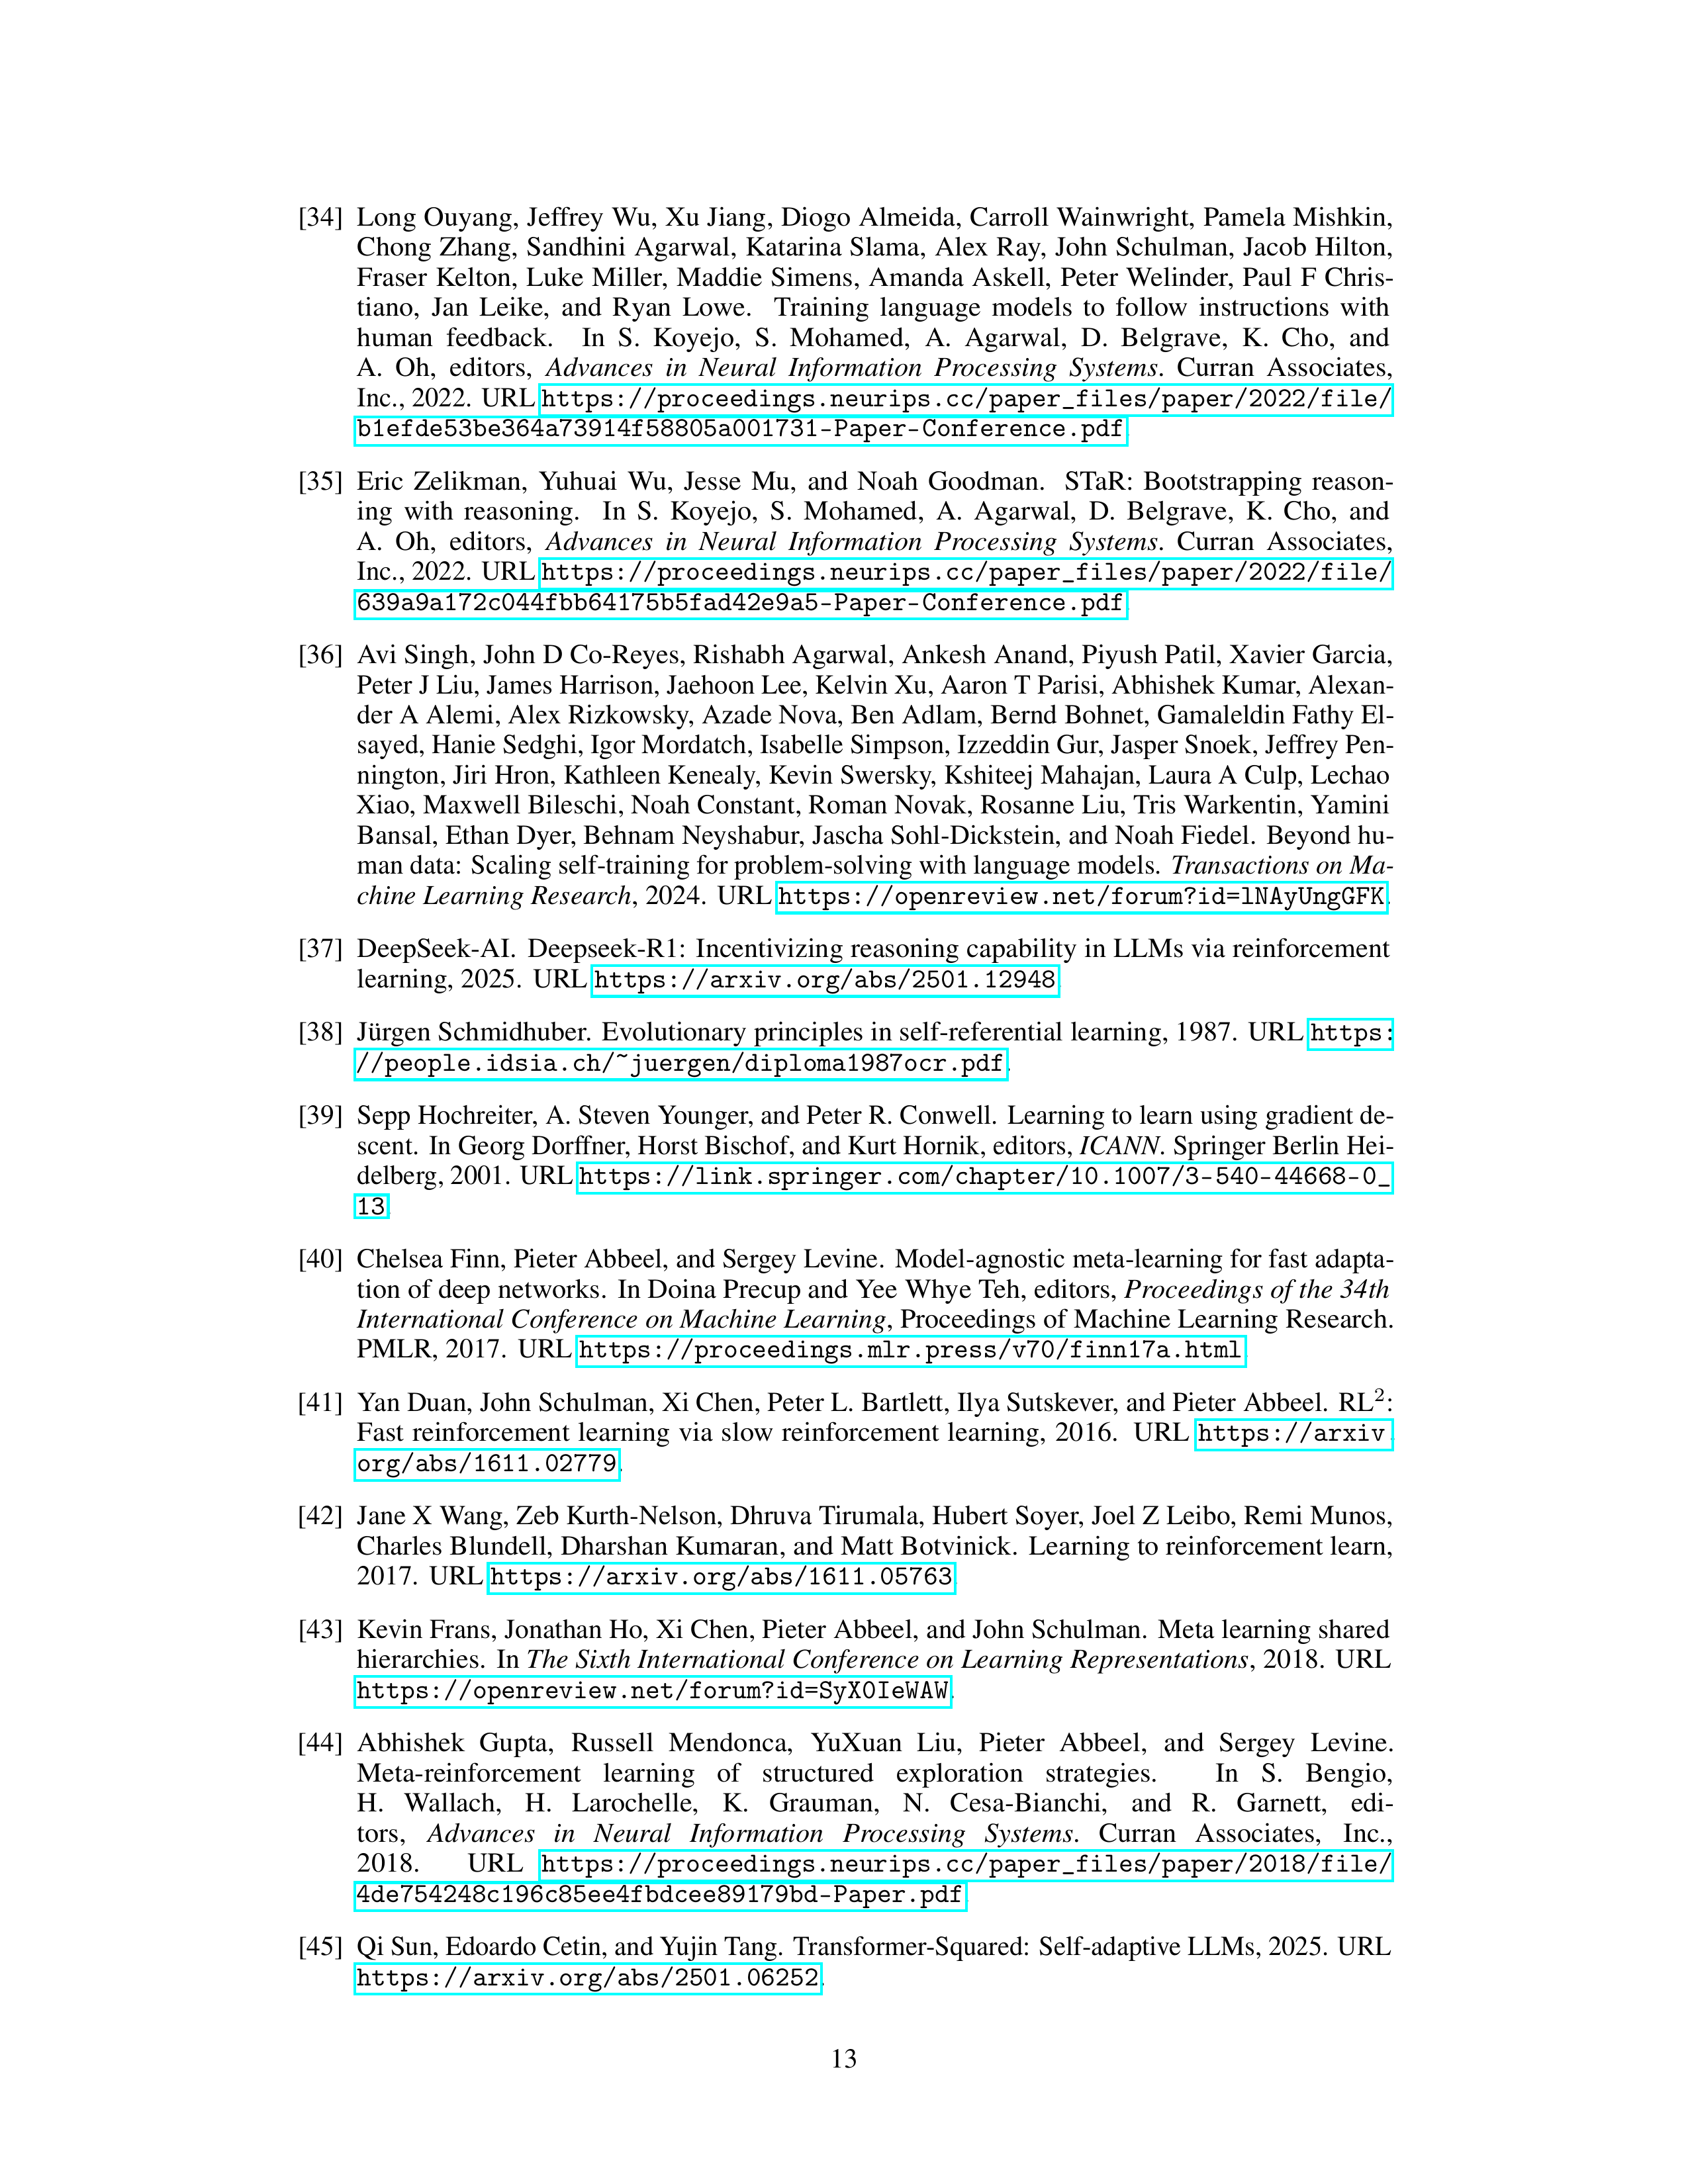 [34] Long Ouyang, Jeffrey Wu, Xu Jiang, Diogo Almeida, Carroll Wainwright, Pamela Mishkin,
Chong Zhang, Sandhini Agarwal, Katarina Slama, Alex Ray, John Schulman, Jacob Hilton,
Fraser Kelton, Luke Miller, Maddie Simens, Amanda Askell, Peter Welinder, Paul F Chris-
tiano, Jan Leike, and Ryan Lowe. Training language models to follow instructions with
human feedback. In S. Koyejo, S. Mohamed, A. Agarwal, D. Belgrave, K. Cho, and
A. Oh, editors, Advances in Neural Information Processing Systems. Curran Associates,
Inc., 2022. URL https://proceedings.neurips.cc/paper_files/paper/2022/file/
b1efde53be364a73914f58805a001731-Paper-Conference.pdf
[35] Eric Zelikman, Yuhuai Wu, Jesse Mu, and Noah Goodman. STaR: Bootstrapping reason-
ing with reasoning. In S. Koyejo, S. Mohamed, A. Agarwal, D. Belgrave, K. Cho, and
A. Oh, editors, Advances in Neural Information Processing Systems. Curran Associates,
Inc., 2022. URL https://proceedings.neurips.cc/paper_files/paper/2022/file/
639a9a172c044fbb64175b5fad42e9a5-Paper-Conference.pdf
[36] Avi Singh, John D Co-Reyes, Rishabh Agarwal, Ankesh Anand, Piyush Patil, Xavier Garcia,
Peter J Liu, James Harrison, Jaehoon Lee, Kelvin Xu, Aaron T Parisi, Abhishek Kumar, Alexan-
der A Alemi, Alex Rizkowsky, Azade Nova, Ben Adlam, Bernd Bohnet, Gamaleldin Fathy El-
sayed, Hanie Sedghi, Igor Mordatch, Isabelle Simpson, Izzeddin Gur, Jasper Snoek, Jeffrey Pen-
nington, Jiri Hron, Kathleen Kenealy, Kevin Swersky, Kshiteej Mahajan, Laura A Culp, Lechao
Xiao, Maxwell Bileschi, Noah Constant, Roman Novak, Rosanne Liu, Tris Warkentin, Yamini
Bansal, Ethan Dyer, Behnam Neyshabur, Jascha Sohl-Dickstein, and Noah Fiedel. Beyond hu-
man data: Scaling self-training for problem-solving with language models. Transactions on Ma-
chine Learning Research, 2024. URL https://openreview.net/forum?id=lNAyUngGFK.
[37] DeepSeek-AI. Deepseek-R1: Incentivizing reasoning capability in LLMs via reinforcement
learning, 2025. URL https://arxiv.org/abs/2501.12948
[38] Jürgen Schmidhuber. Evolutionary principles in self-referential learning, 1987. URL https:
//people.idsia.ch/~juergen/diploma1987ocr.pdf.
[39] Sepp Hochreiter, A. Steven Younger, and Peter R. Conwell. Learning to learn using gradient de-
scent. In Georg Dorffner, Horst Bischof, and Kurt Hornik, editors, ICANN. Springer Berlin Hei-
delberg, 2001. URL https://link.springer.com/chapter/10.1007/3-540-44668-0_
13
[40] Chelsea Finn, Pieter Abbeel, and Sergey Levine. Model-agnostic meta-learning for fast adapta-
tion of deep networks. In Doina Precup and Yee Whye Teh, editors, Proceedings of the 34th
International Conference on Machine Learning, Proceedings of Machine Learning Research.
PMLR, 2017. URL https://proceedings.mlr.press/v70/finn17a.html
[41] Yan Duan, John Schulman, Xi Chen, Peter L. Bartlett, Ilya Sutskever, and Pieter Abbeel. RL²:
Fast reinforcement learning via slow reinforcement learning, 2016. URL https://arxiv.
org/abs/1611.02779.
[42] Jane X Wang, Zeb Kurth-Nelson, Dhruva Tirumala, Hubert Soyer, Joel Z Leibo, Remi Munos,
Charles Blundell, Dharshan Kumaran, and Matt Botvinick. Learning to reinforcement learn,
2017. URL https://arxiv.org/abs/1611.05763
[43] Kevin Frans, Jonathan Ho, Xi Chen, Pieter Abbeel, and John Schulman. Meta learning shared
hierarchies. In The Sixth International Conference on Learning Representations, 2018. URL
https://openreview.net/forum?id=SyX0IeWAW.
[44] Abhishek Gupta, Russell Mendonca, YuXuan Liu, Pieter Abbeel, and Sergey Levine.
Meta-reinforcement learning of structured exploration strategies. In S. Bengio,
H. Wallach, H. Larochelle, K. Grauman, N. Cesa-Bianchi, and R. Garnett, edi-
tors, Advances in Neural Information Processing Systems. Curran Associates, Inc.,
2018. URL https://proceedings.neurips.cc/paper_files/paper/2018/file/
4de754248c196c85ee4fbdcee89179bd-Paper.pdf
[45] Qi Sun, Edoardo Cetin, and Yujin Tang. Transformer-Squared: Self-adaptive LLMs, 2025. URL
https://arxiv.org/abs/2501.06252.
13